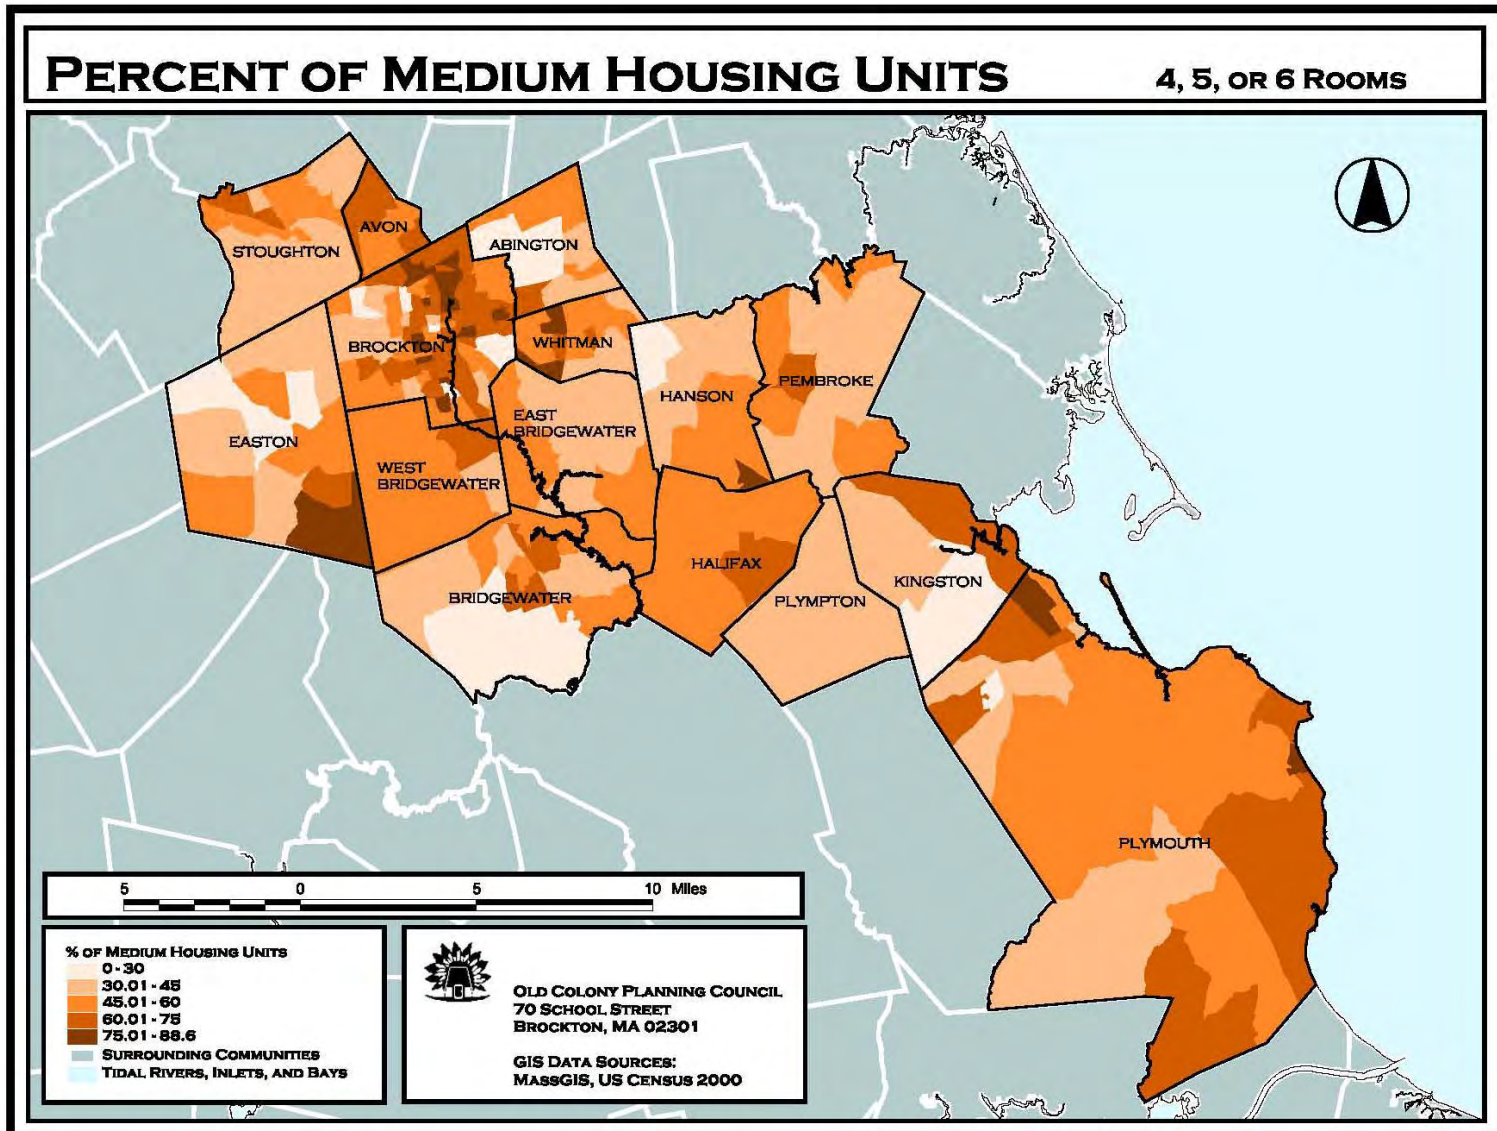 PERCENT OF MEDIUM HOUSING UNITS
4, 5, OR 6 ROOMS
STOUGHTON
AVON
ABINGTON
BROCKTON
WHITMAN
HANSON
PEMBROKE
EASTON
EAST
BRIDGEWATER
WEST
BRIDGEWATER
BRIDGEWATER
HALIFAX
PLYMPTON
KINGSTON
PLYMOUTH
5 0 5 10 Miles
% OF MEDIUM HOUSING UNITS
0 - 30
30.01 - 45
45.01 - 60
60.01 - 75
75.01 - 88.6
SURROUNDING COMMUNITIES
TIDAL RIVERS, INLETS, AND BAYS
OLD COLONY PLANNING COUNCIL
70 SCHOOL STREET
BROCKTON, MA 02301
GIS DATA SOURCES:
MASSGIS, US CENSUS 2000